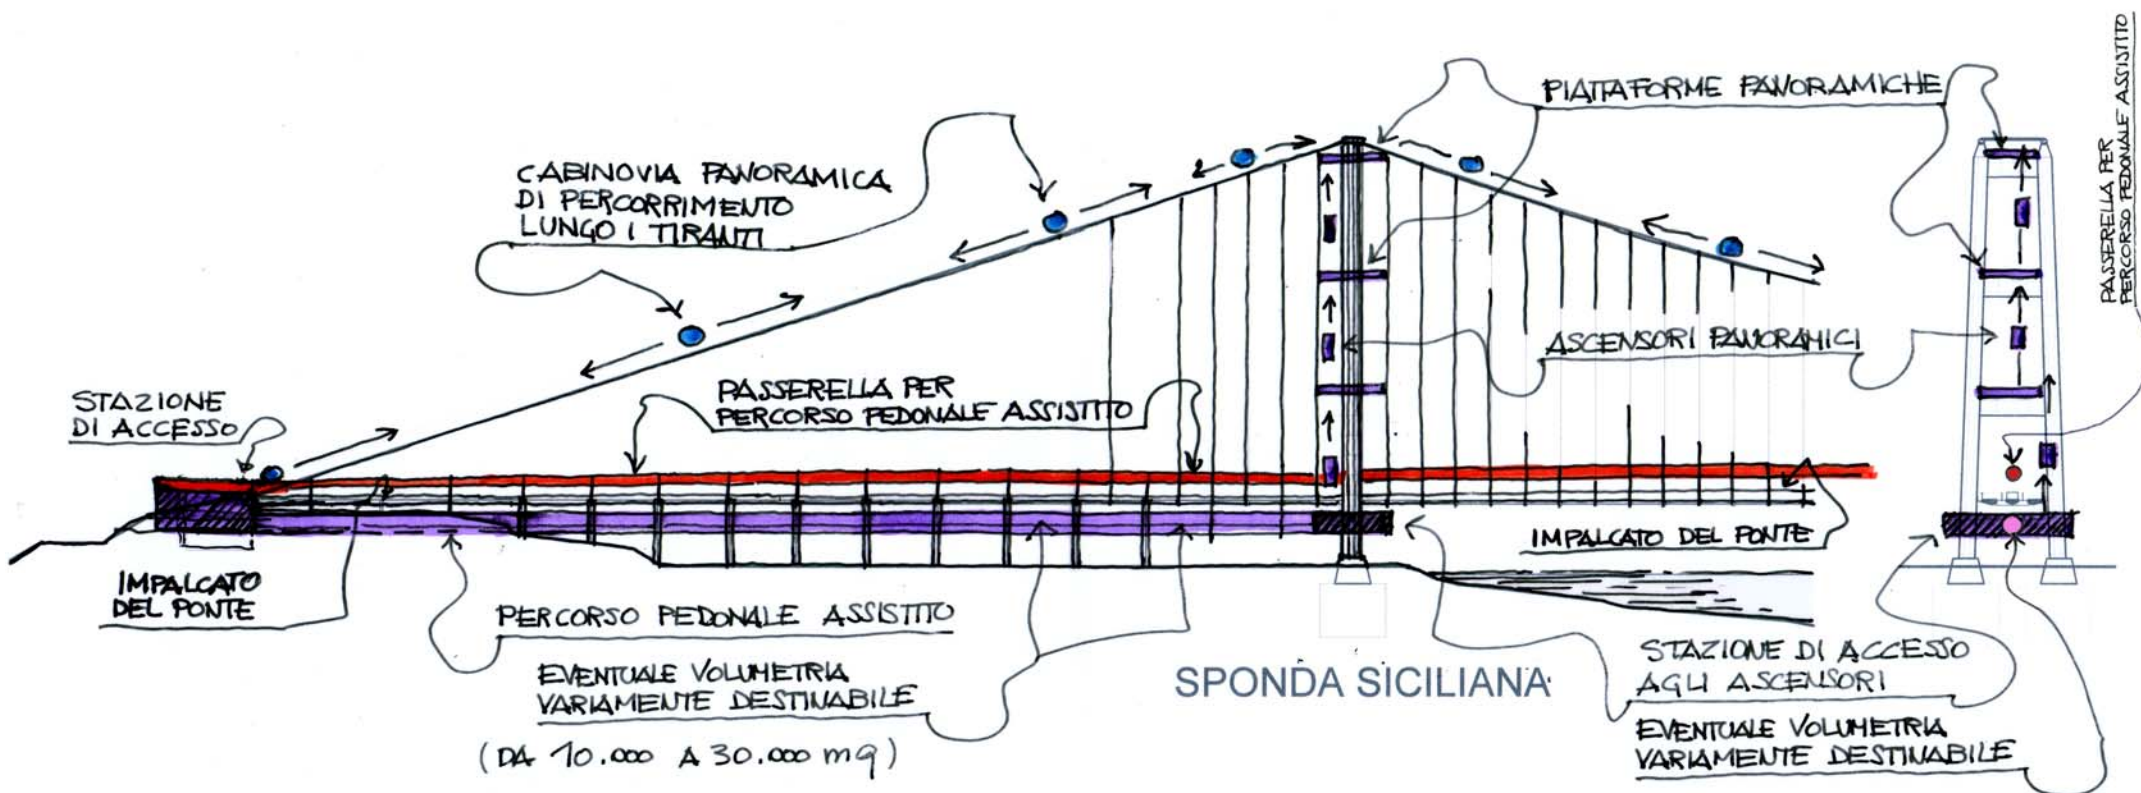 PIATTAFORME PANORAMICHE
PASSERELLA PER
PERCORSO PEDONALE ASSISTITO
CABINOVIA PANORAMICA
DI PERCORRIMENTO
LUNGO I TIRANTI
ASCENSORI PANORAMICI
STAZIONE
DI ACCESSO
PASSERELLA PER
PERCORSO PEDONALE ASSISTITO
IMPALCATO DEL PONTE
IMPALCATO
DEL PONTE
PERCORSO PEDONALE ASSISTITO
EVENTUALE VOLUMETRIA
VARIAMENTE DESTINABILE
(DA 10.000 A 30.000 mq)
SPONDA SICILIANA
STAZIONE DI ACCESSO
AGLI ASCENSORI
EVENTUALE VOLUMETRIA
VARIAMENTE DESTINABILE